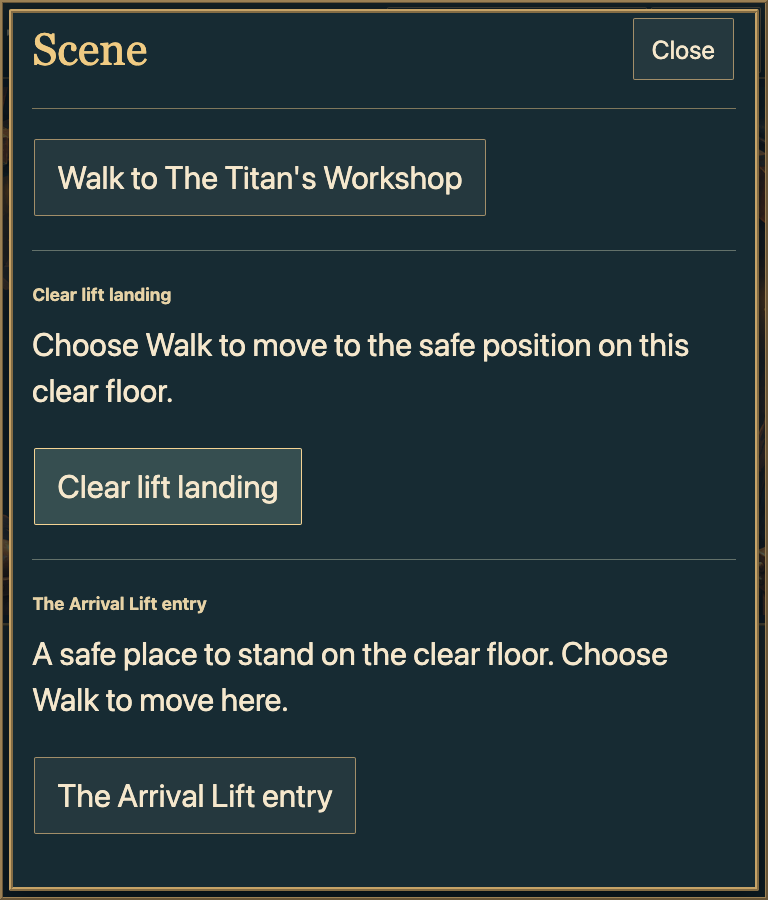 Scene
Close
Walk to The Titan's Workshop
Clear lift landing
Choose Walk to move to the safe position on this
clear floor.
Clear lift landing
The Arrival Lift entry
A safe place to stand on the clear floor. Choose
Walk to move here.
The Arrival Lift entry